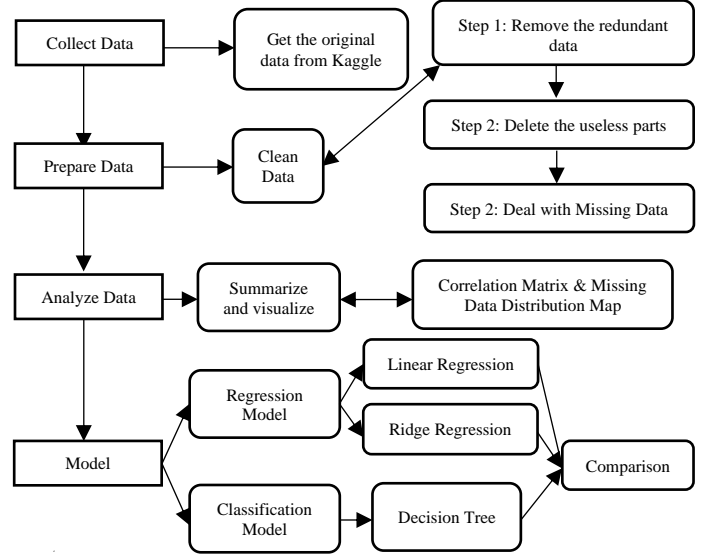 Collect Data
Get the original
data from Kaggle
Step 1: Remove the redundant
data
Step 2: Delete the useless parts
Prepare Data
Clean
Data
Step 2: Deal with Missing Data
Analyze Data
Summarize
and visualize
Correlation Matrix & Missing
Data Distribution Map
Linear Regression
Regression
Model
Ridge Regression
Model
Comparison
Classification
Model
Decision Tree